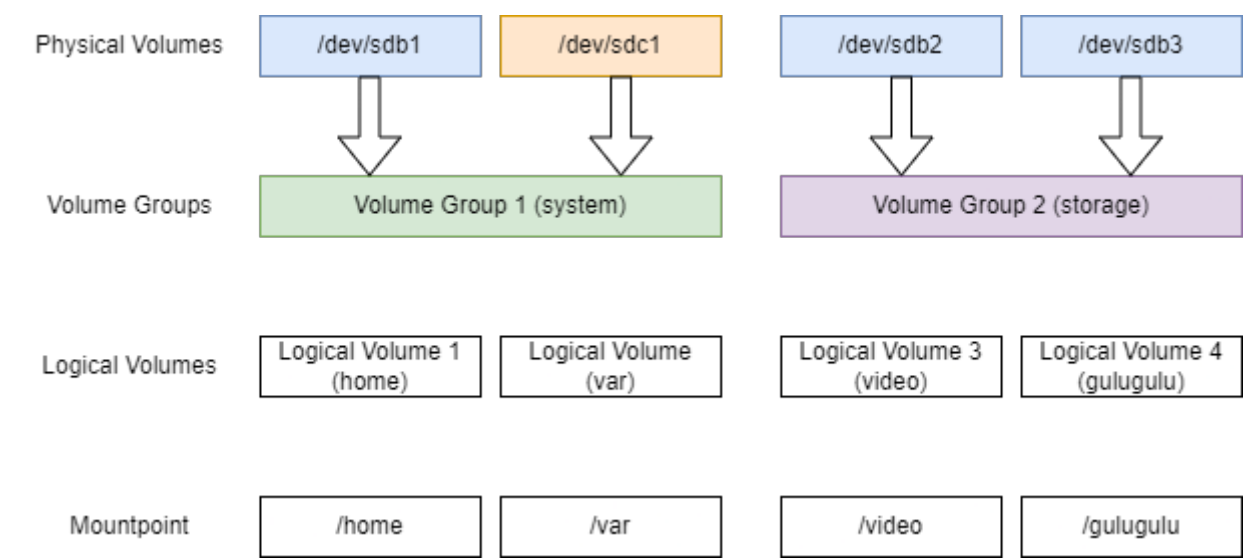 Physical Volumes
/dev/sdb1
/dev/sdc1
/dev/sdb2
/dev/sdb3
Volume Groups
Volume Group 1 (system)
Volume Group 2 (storage)
Logical Volumes
Logical Volume 1
(home)
Logical Volume
(var)
Logical Volume 3
(video)
Logical Volume 4
(gulugulu)
Mountpoint
/home
/var
/video
/gulugulu